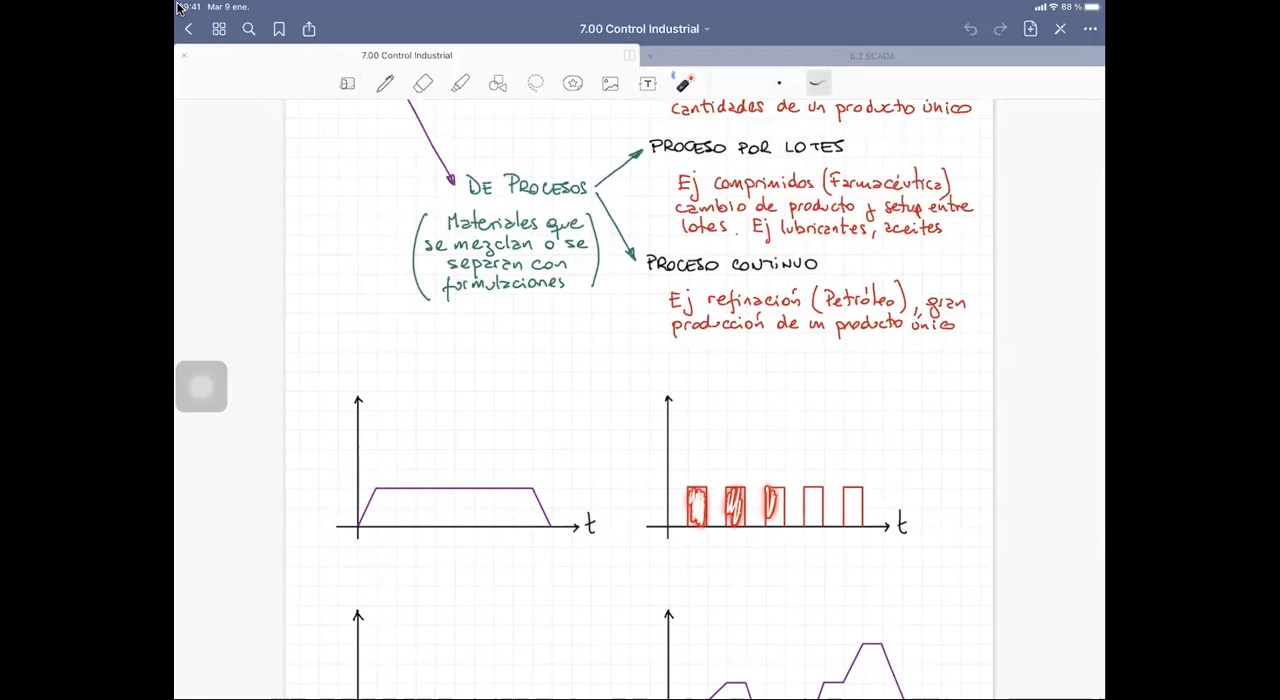 09:41 Mar 9 ene.
88 %
7.00 Control Industrial
7.00 Control Industrial
6.2 SCADA
T
cantidades de un producto único
PROCESO POR LOTES
DE PROCESOS
Ej comprimidos (Farmacéutica)
cambio de producto y setup entre
lotes. Ej lubricantes, aceites
(Materiales que
se mezclan o se
separan con
formulaciones)
PROCESO CONTINUO
Ej refinación (Petróleo), gran
producción de un producto único
t
t